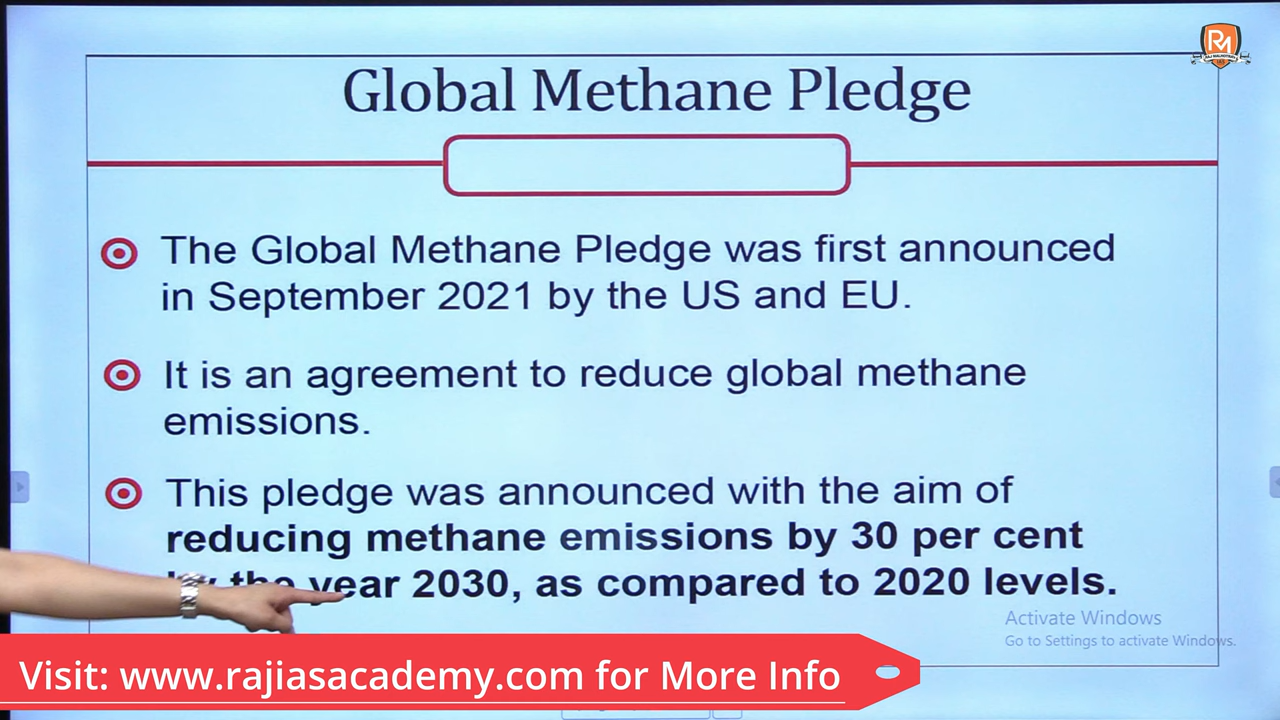 Global Methane Pledge
The Global Methane Pledge was first announced
in September 2021 by the US and EU.
It is an agreement to reduce global methane
emissions.
This pledge was announced with the aim of
reducing methane emissions by 30 per cent
by the year 2030, as compared to 2020 levels.
Activate Windows
Go to Settings to activate Windows.
Visit: www.rajiasacademy.com for More Info